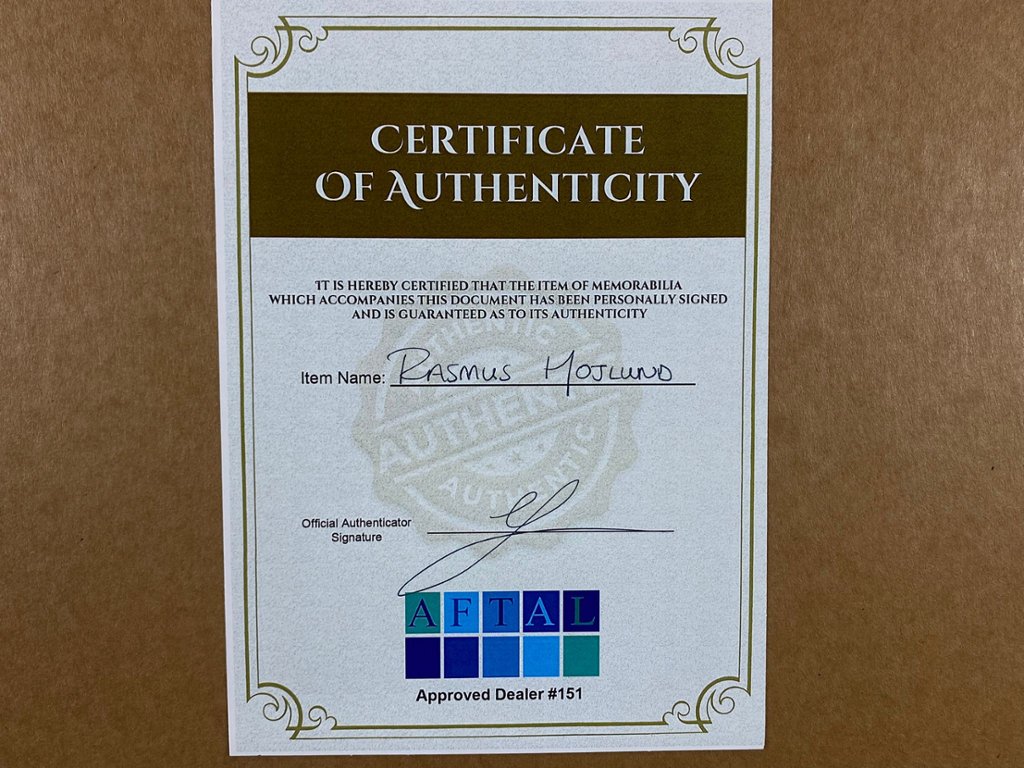 CERTIFICATE
OF AUTHENTICITY
IT IS HEREBY CERTIFIED THAT THE ITEM OF MEMORABILIA
WHICH ACCOMPANIES THIS DOCUMENT HAS BEEN PERSONALLY SIGNED
AND IS GUARANTEED AS TO ITS AUTHENTICITY
AUTHENTIC
Item Name: RASMUS HOJLUND
AUTHENTIC
AUTHENTIC
Official Authenticator
Signature
AFTAL
Approved Dealer #151